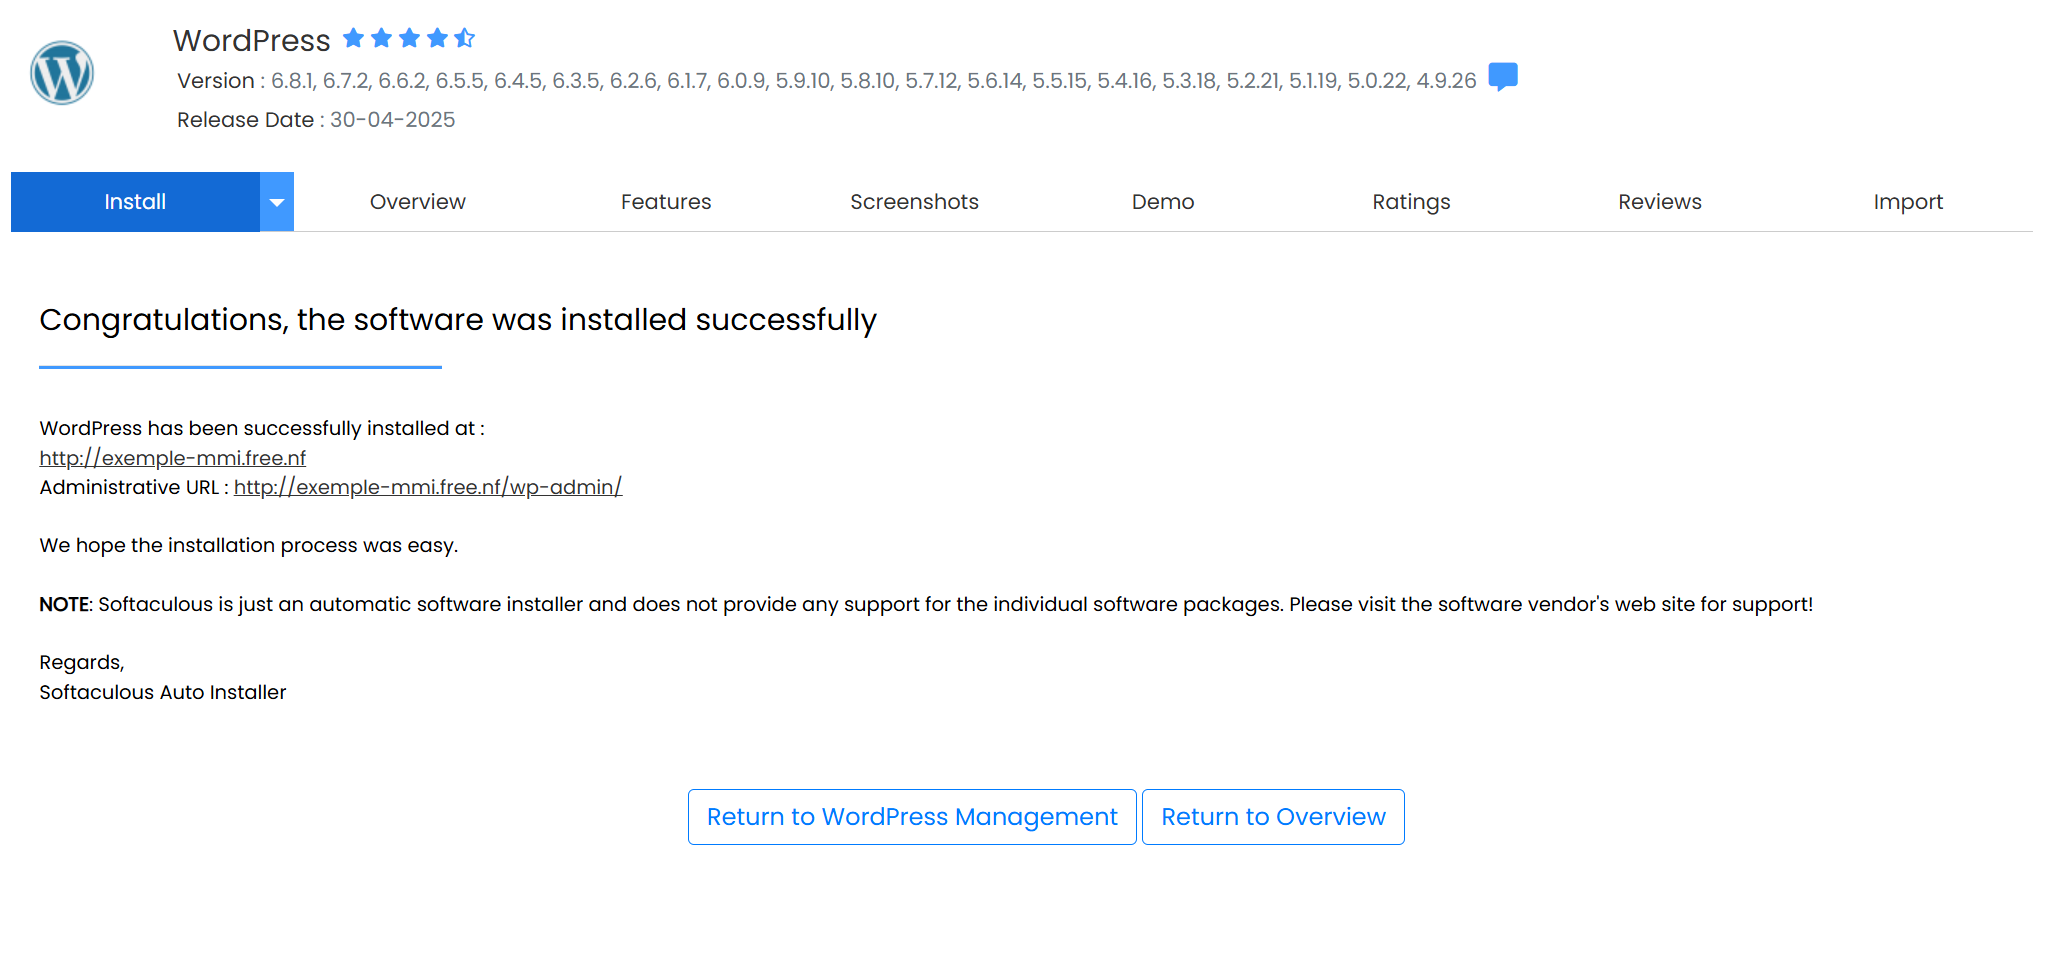 WordPress
Version : 6.8.1, 6.7.2, 6.6.2, 6.5.5, 6.4.5, 6.3.5, 6.2.6, 6.1.7, 6.0.9, 5.9.10, 5.8.10, 5.7.12, 5.6.14, 5.5.15, 5.4.16, 5.3.18, 5.2.21, 5.1.19, 5.0.22, 4.9.26
Release Date : 30-04-2025
Install Overview Features Screenshots Demo Ratings Reviews Import
Congratulations, the software was installed successfully
WordPress has been successfully installed at :
http://exemple-mmi.free.nf
Administrative URL : http://exemple-mmi.free.nf/wp-admin/
We hope the installation process was easy.
NOTE: Softaculous is just an automatic software installer and does not provide any support for the individual software packages. Please visit the software vendor's web site for support!
Regards,
Softaculous Auto Installer
Return to WordPress Management Return to Overview